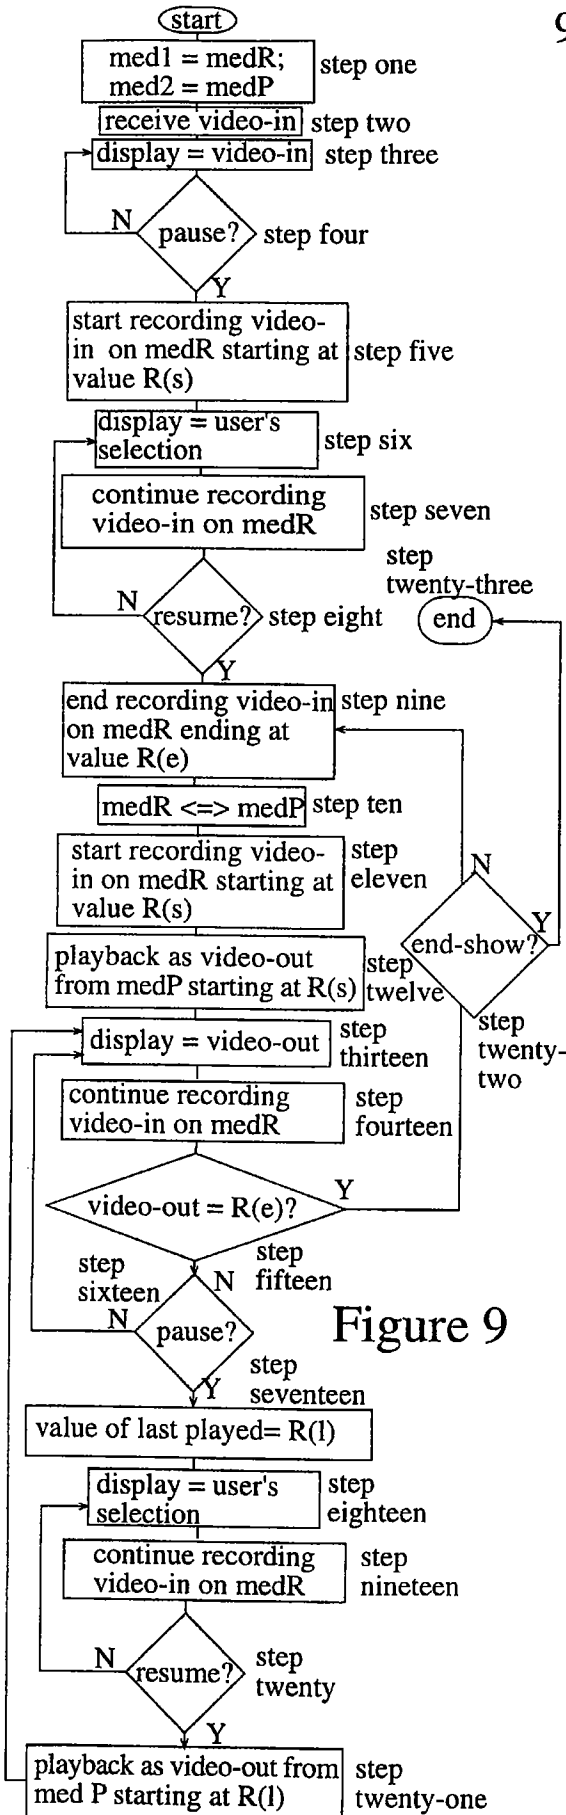 start
9
med1 = medR;
med2 = medP
step one
receive video-in
step two
display = video-in
step three
N
pause?
step four
Y
start recording video-
in on medR starting at
value R(s)
step five
display = user's
selection
step six
continue recording
video-in on medR
step seven
step
twenty-three
end
N
resume?
step eight
Y
end recording video-in
on medR ending at
value R(e)
step nine
medR <=> medP
step ten
start recording video-
in on medR starting at
value R(s)
step
eleven
N
Y
end-show?
step
twenty-
two
playback as video-out
from medP starting at R(s)
step
twelve
display = video-out
step
thirteen
continue recording
video-in on medR
step
fourteen
video-out = R(e)?
Y
step
fifteen
N
step
sixteen
N
pause?
Figure 9
Y
step
seventeen
value of last played= R(l)
display = user's
selection
step
eighteen
continue recording
video-in on medR
step
nineteen
N
resume?
step
twenty
Y
playback as video-out from
med P starting at R(l)
step
twenty-one